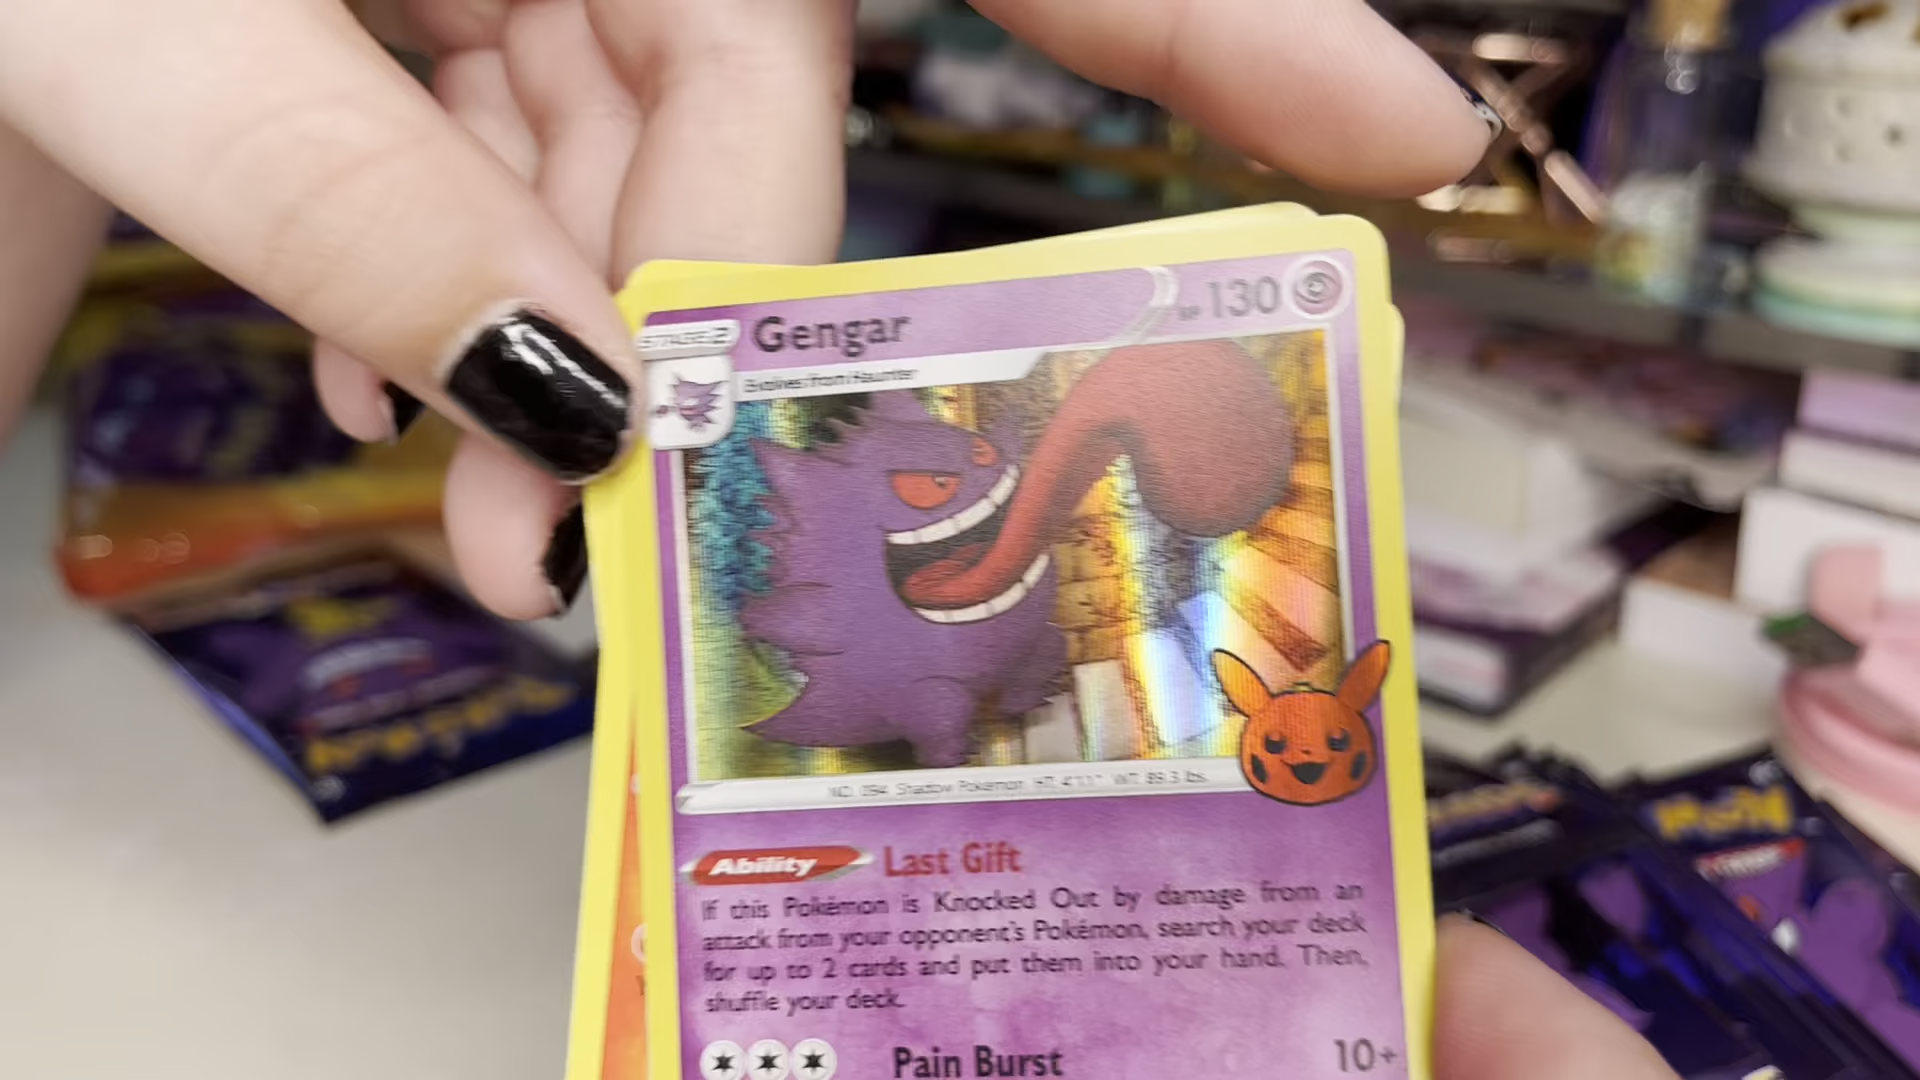 STAGE 2 Gengar HP 130
Evolves from Haunter
NO. 094 Shadow Pokémon HT: 4'11" WT: 89.3 lbs.
Ability Last Gift
If this Pokémon is Knocked Out by damage from an
attack from your opponent's Pokémon, search your deck
for up to 2 cards and put them into your hand. Then,
shuffle your deck.
Pain Burst 10+